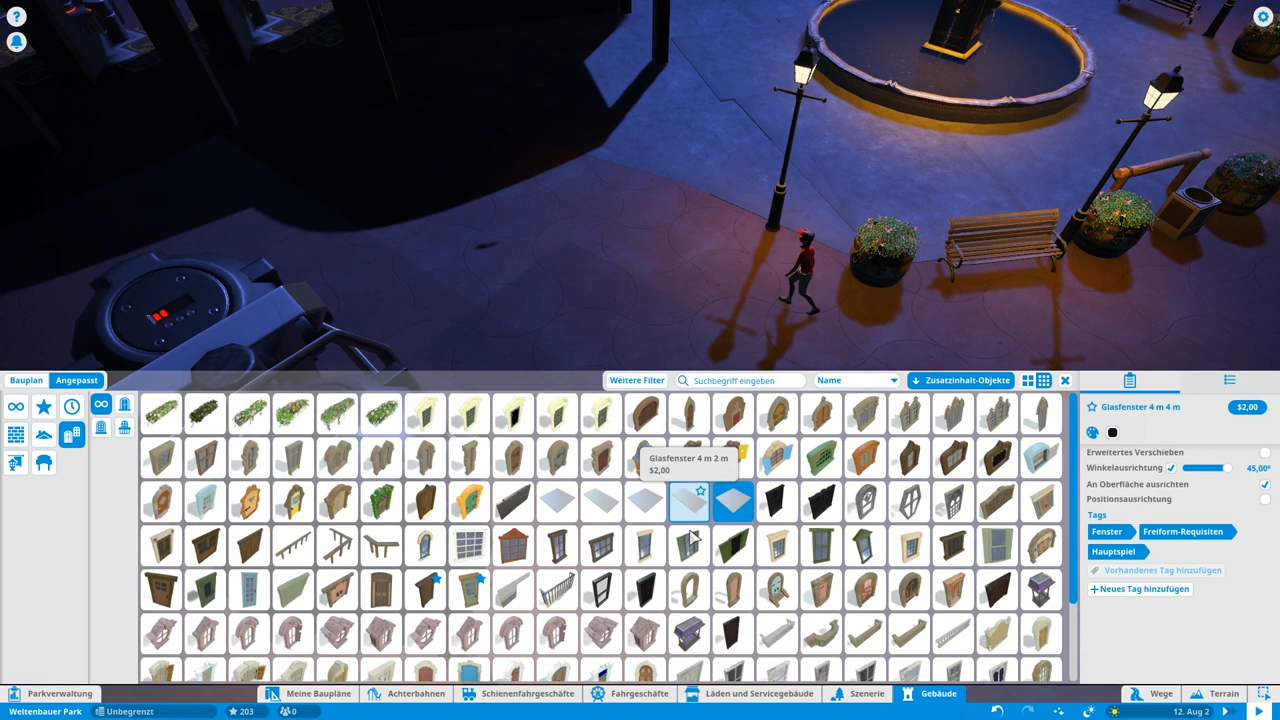 ?
Bauplan
Angepasst
Weitere Filter
Suchbegriff eingeben
Name
Zusatzinhalt-Objekte
Glasfenster 4 m 4 m
$2,00
Glasfenster 4 m 2 m
$2,00
Erweitertes Verschieben
Winkelausrichtung
45,00°
An Oberfläche ausrichten
Positionsausrichtung
Tags
Fenster
Freiform-Requisiten
Hauptspiel
Vorhandenes Tag hinzufügen
+Neues Tag hinzufügen
Parkverwaltung
Meine Baupläne
Achterbahnen
Schienenfahrgeschäfte
Fahrgeschäfte
Läden und Servicegebäude
Szenerie
Gebäude
Wege
Terrain
Weltenbauer Park
Unbegrenzt
203
0
12. Aug 2